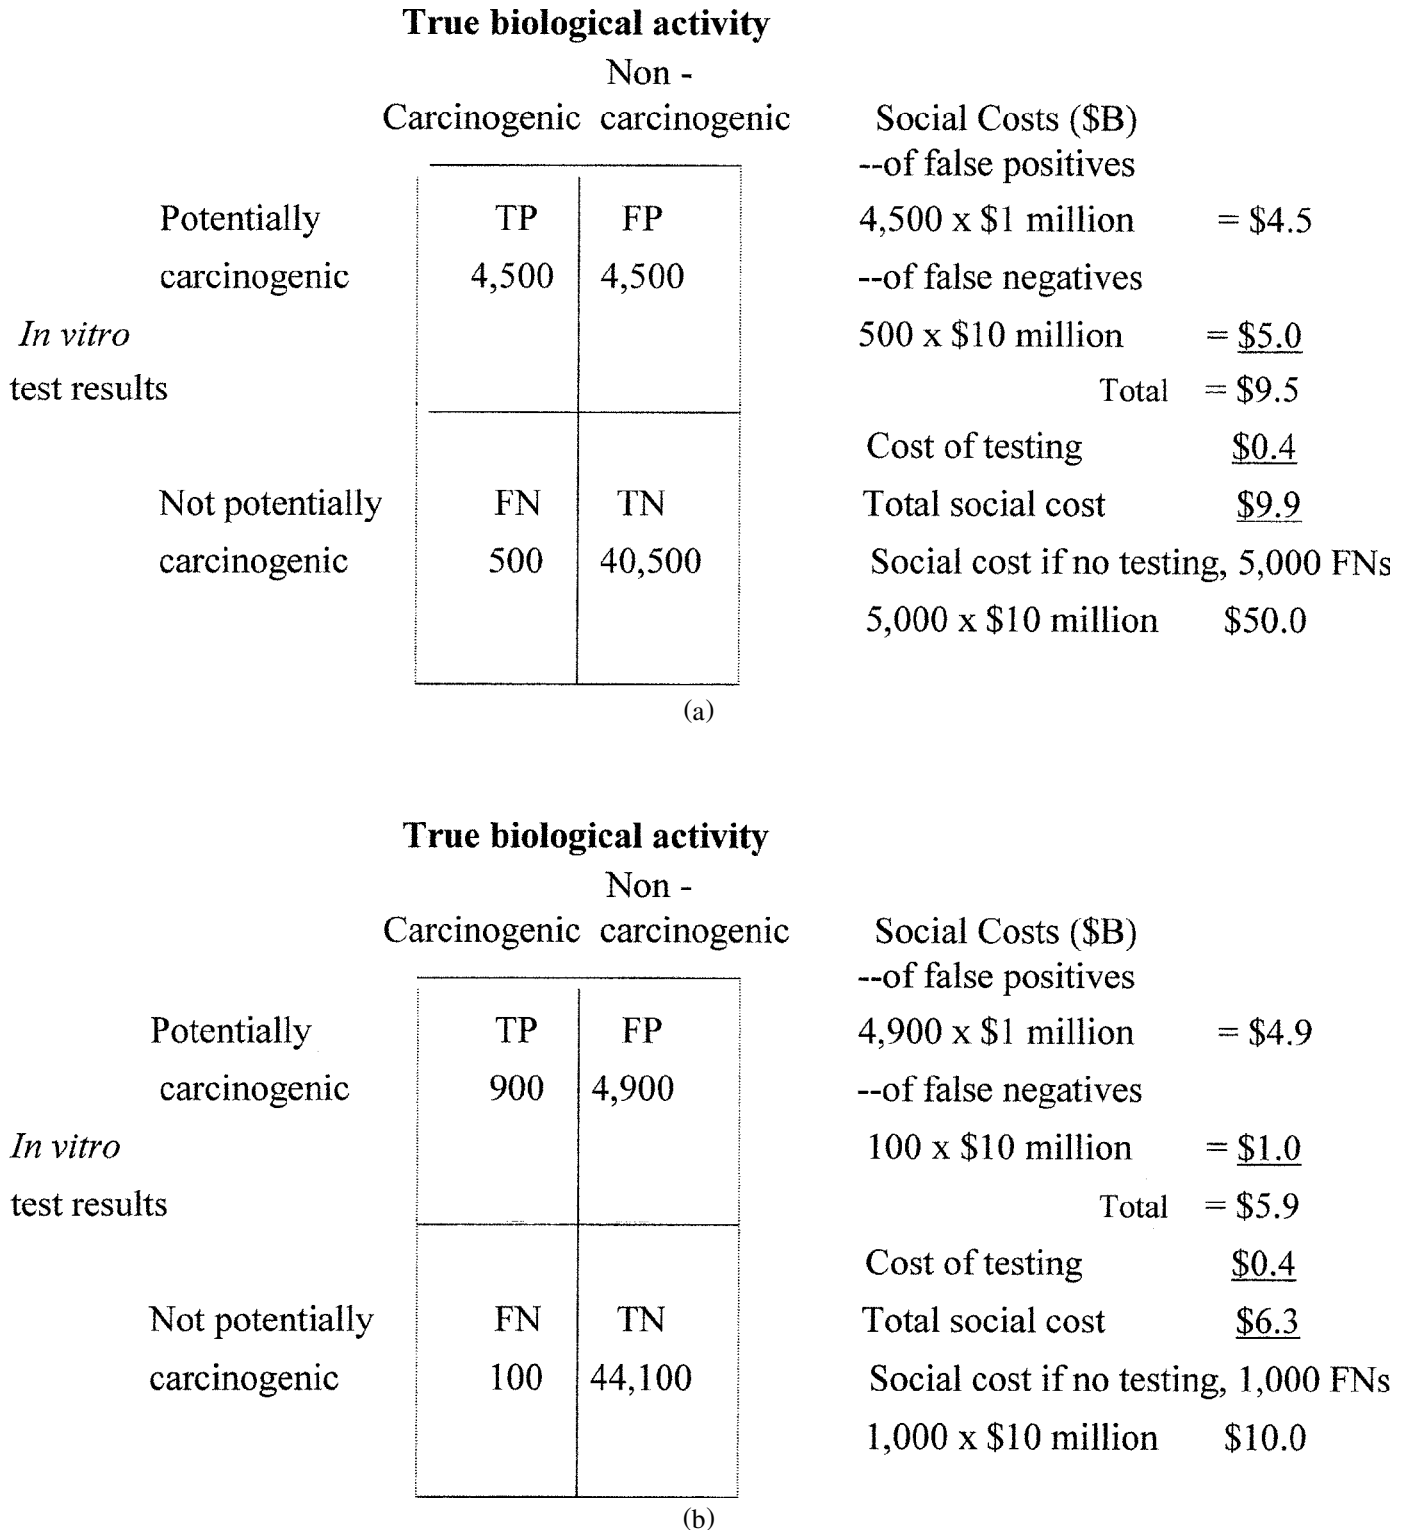 True biological activity
Non -
Carcinogenic carcinogenic Social Costs ($B)
--of false positives
Potentially TP FP 4,500 x $1 million = $4.5
carcinogenic 4,500 4,500 --of false negatives
In vitro 500 x $10 million = $5.0
test results Total = $9.5
Cost of testing $0.4
Not potentially FN TN Total social cost $9.9
carcinogenic 500 40,500 Social cost if no testing, 5,000 FNs
5,000 x $10 million $50.0
(a)
True biological activity
Non -
Carcinogenic carcinogenic Social Costs ($B)
--of false positives
Potentially TP FP 4,900 x $1 million = $4.9
carcinogenic 900 4,900 --of false negatives
In vitro 100 x $10 million = $1.0
test results Total = $5.9
Cost of testing $0.4
Not potentially FN TN Total social cost $6.3
carcinogenic 100 44,100 Social cost if no testing, 1,000 FNs
1,000 x $10 million $10.0
(b)